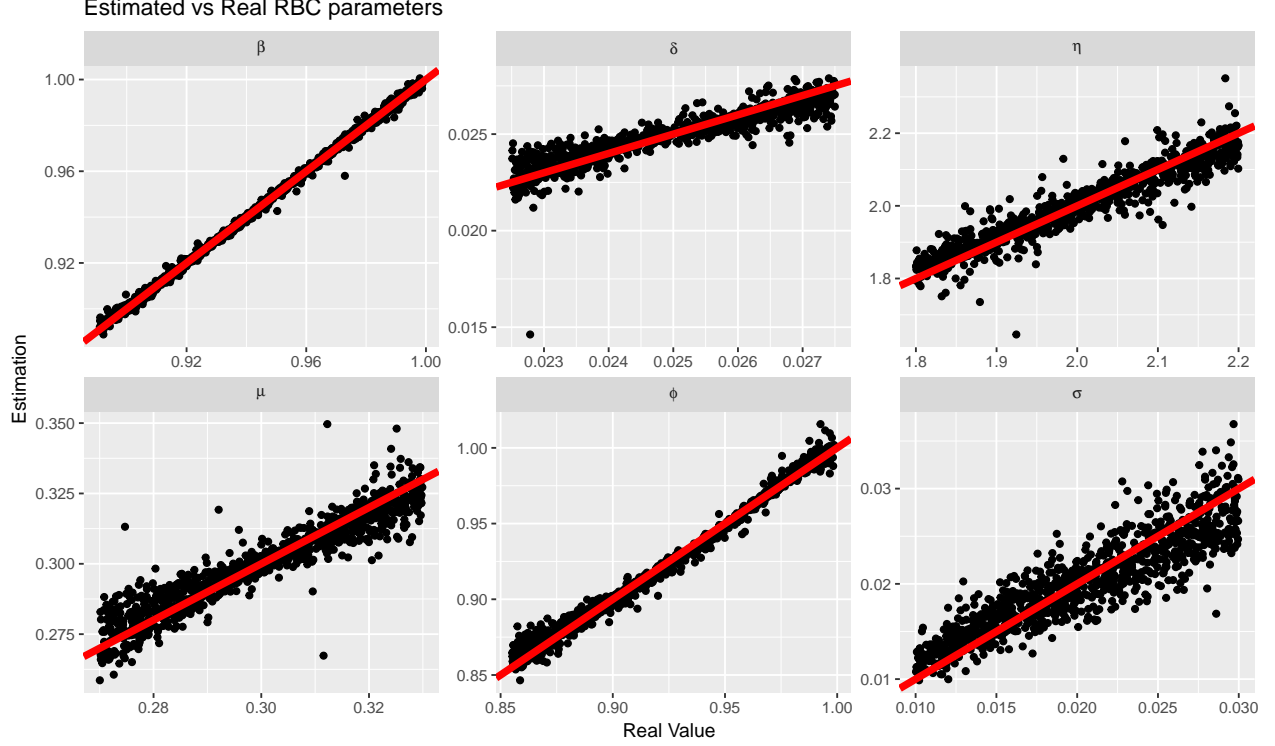 Estimated vs Real RBC parameters
β
δ
η
1.00
0.96
0.92
0.92 0.96 1.00
0.025
0.020
0.015
0.023 0.024 0.025 0.026 0.027
2.2
2.0
1.8
1.8 1.9 2.0 2.1 2.2
μ
ϕ
σ
0.350
0.325
0.300
0.275
0.28 0.30 0.32
1.00
0.95
0.90
0.85
0.85 0.90 0.95 1.00
0.03
0.02
0.01
0.010 0.015 0.020 0.025 0.030
Estimation
Real Value